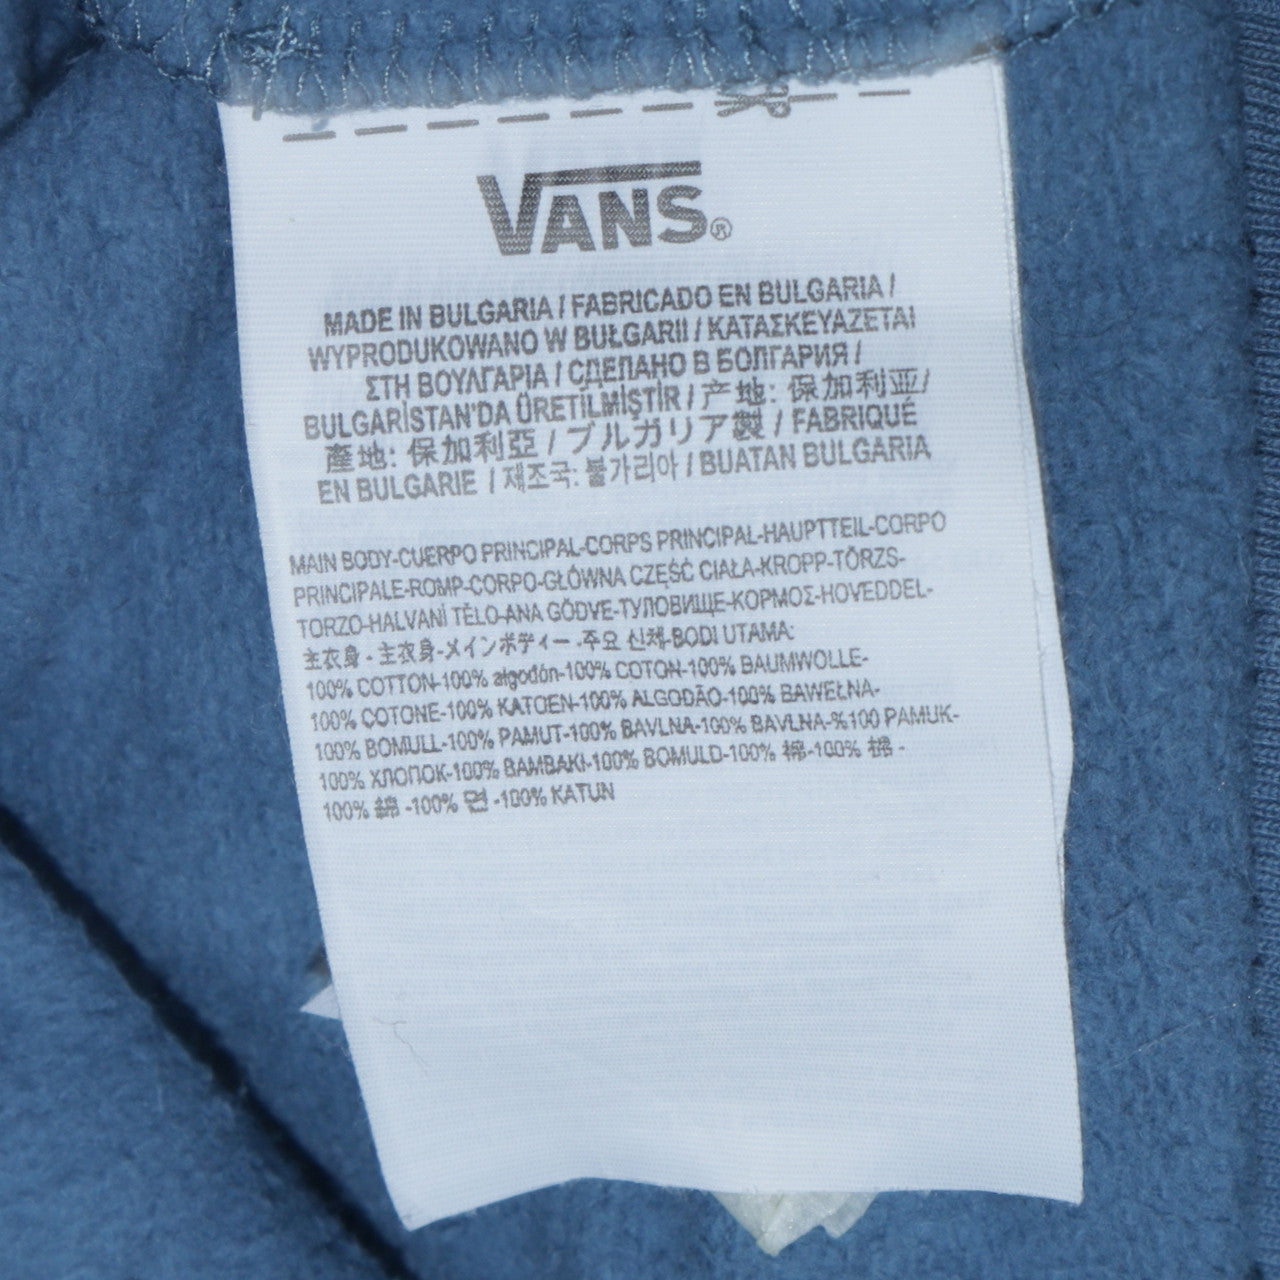 VANS®
MADE IN BULGARIA / FABRICADO EN BULGARIA /
WYPRODUKOWANO W BUŁGARII / ΚΑΤΑΣΚΕΥΑΖΕΤΑΙ
ΣΤΗ ΒΟΥΛΓΑΡΙΑ / СДЕЛАНО В БОЛГАРИЯ /
BULGARİSTAN'DA ÜRETİLMİŞTİR / 产地: 保加利亚/
產地: 保加利亞 / ブルガリア製 / FABRIQUÉ
EN BULGARIE / 제조국: 불가리아 / BUATAN BULGARIA
MAIN BODY-CUERPO PRINCIPAL-CORPS PRINCIPAL-HAUPTTEIL-CORPO
PRINCIPALE-ROMP-CORPO-GŁÓWNA CZĘŚĆ CIAŁA-KROPP-TÖRZS-
TORZO-HALVANÍ TĚLO-ANA GÖDVE-ТУЛОВИЩЕ-ΚΟΡΜΟΣ-HOVEDDEL-
主衣身 - 主衣身-メインボディー -주요 신체-BODI UTAMA:
100% COTTON-100% algodón-100% COTON-100% BAUMWOLLE-
100% COTONE-100% KATOEN-100% ALGODÃO-100% BAWEŁNA-
100% BOMULL-100% PAMUT-100% BAVLNA-100% BAVLNA-%100 PAMUK-
100% ХЛОПОК-100% ΒΑΜΒΑΚΙ-100% BOMULD-100% 棉-100% 棉 -
100% 綿 -100% 면 -100% KATUN